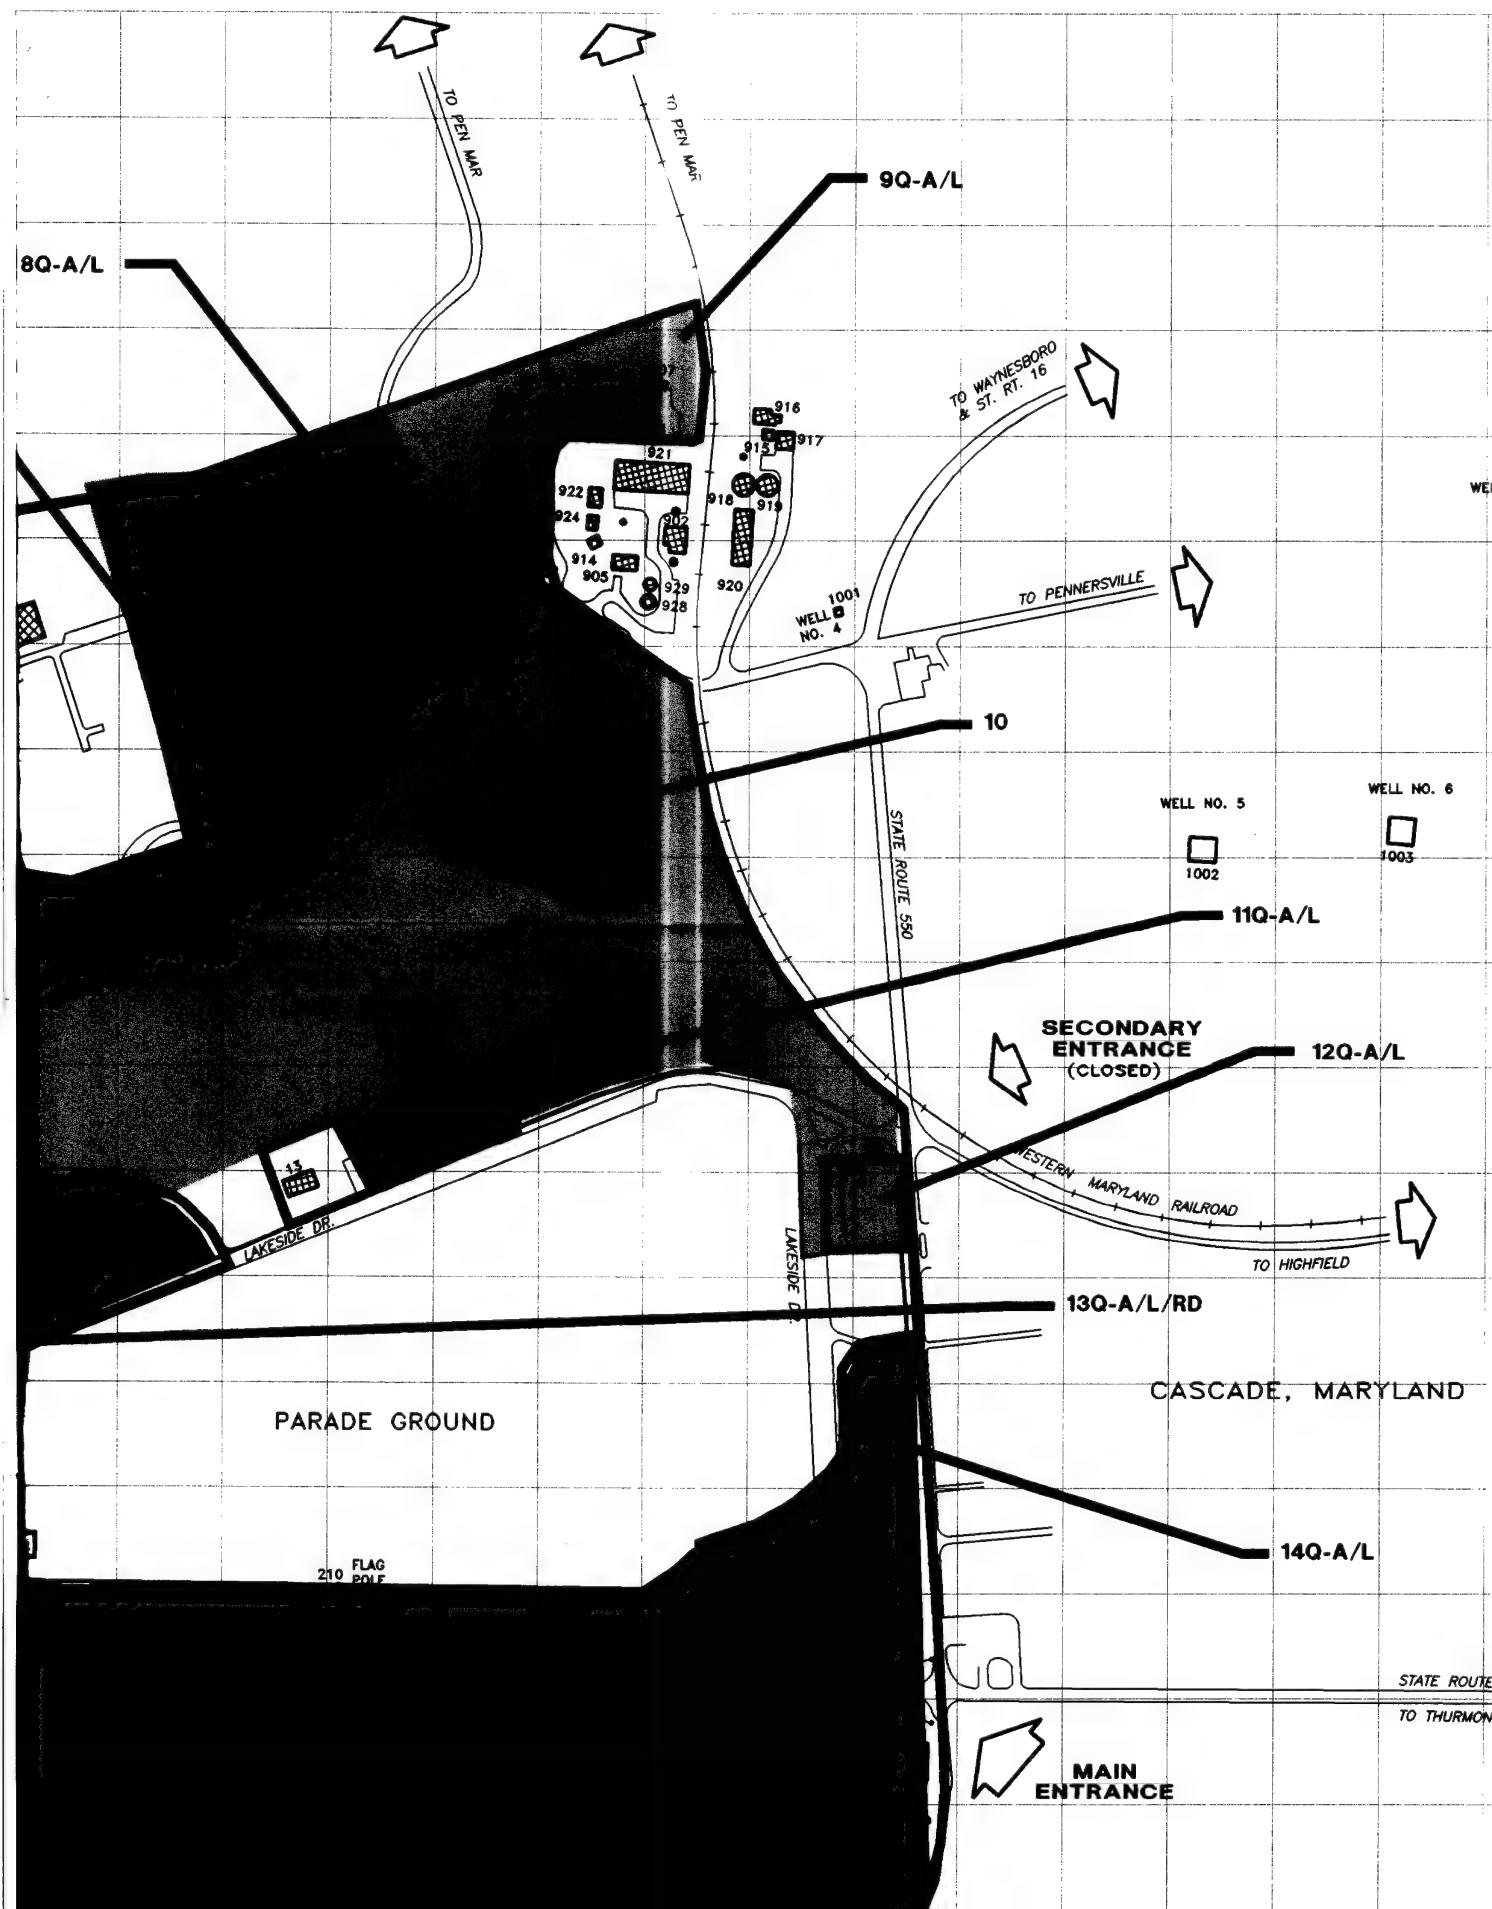 TO PEN MAR
TO PEN MAR
9Q-A/L
8Q-A/L
TO WAYNESBORO
& ST. RT. 16
916
915
917
921
922
918
919
924
902
914
905
920
929
928
1001
WELL
NO. 4
TO PENNERSVILLE
10
WELL NO. 5
1002
WELL NO. 6
1003
STATE ROUTE 550
11Q-A/L
SECONDARY
ENTRANCE
(CLOSED)
12Q-A/L
WESTERN MARYLAND RAILROAD
TO HIGHFIELD
13
LAKESIDE DR.
LAKESIDE
13Q-A/L/RD
CASCADE, MARYLAND
PARADE GROUND
14Q-A/L
210 FLAG
POLE
STATE ROUTE
TO THURMON
MAIN
ENTRANCE